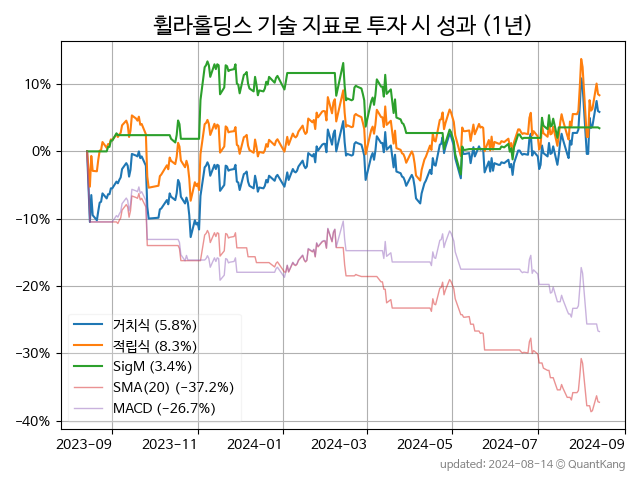 휠라홀딩스 기술 지표로 투자 시 성과 (1년)
10%
0%
−10%
−20%
−30%
−40%
거치식 (5.8%)
적립식 (8.3%)
SigM (3.4%)
SMA(20) (−37.2%)
MACD (−26.7%)
2023-09 2023-11 2024-01 2024-03 2024-05 2024-07 2024-09
updated: 2024-08-14 © QuantKang